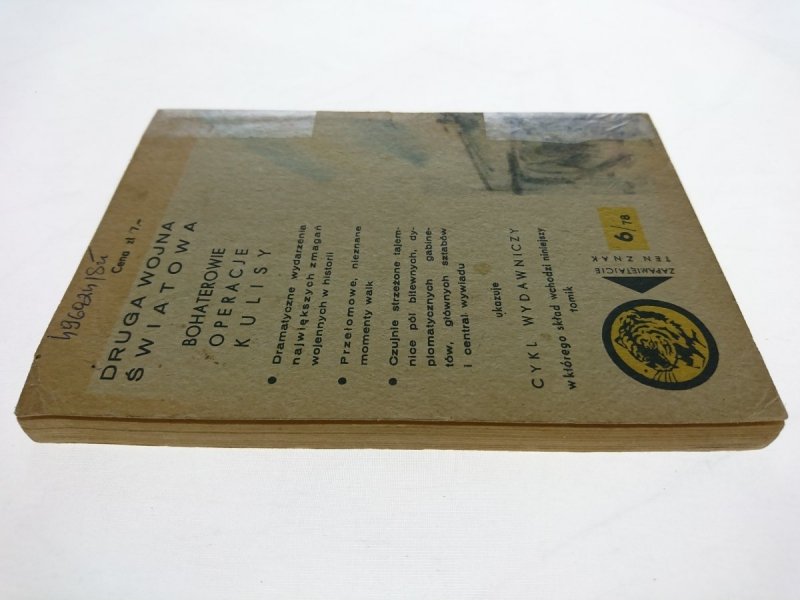 Cena zł 7,—
DRUGA WOJNA
ŚWIATOWA
BOHATEROWIE
OPERACJE
KULISY
● Dramatyczne wydarzenia
największych zmagań
wojennych w historii
● Przełomowe, nieznane
momenty walk
● Czujnie strzeżone tajem-
nice pól bitewnych, dy-
plomatycznych gabine-
tów, głównych sztabów
i central wywiadu
ukazuje
CYKL WYDAWNICZY
w którego skład wchodzi niniejszy
tomik
6/78
ZAPAMIĘTAJCIE
TEN ZNAK